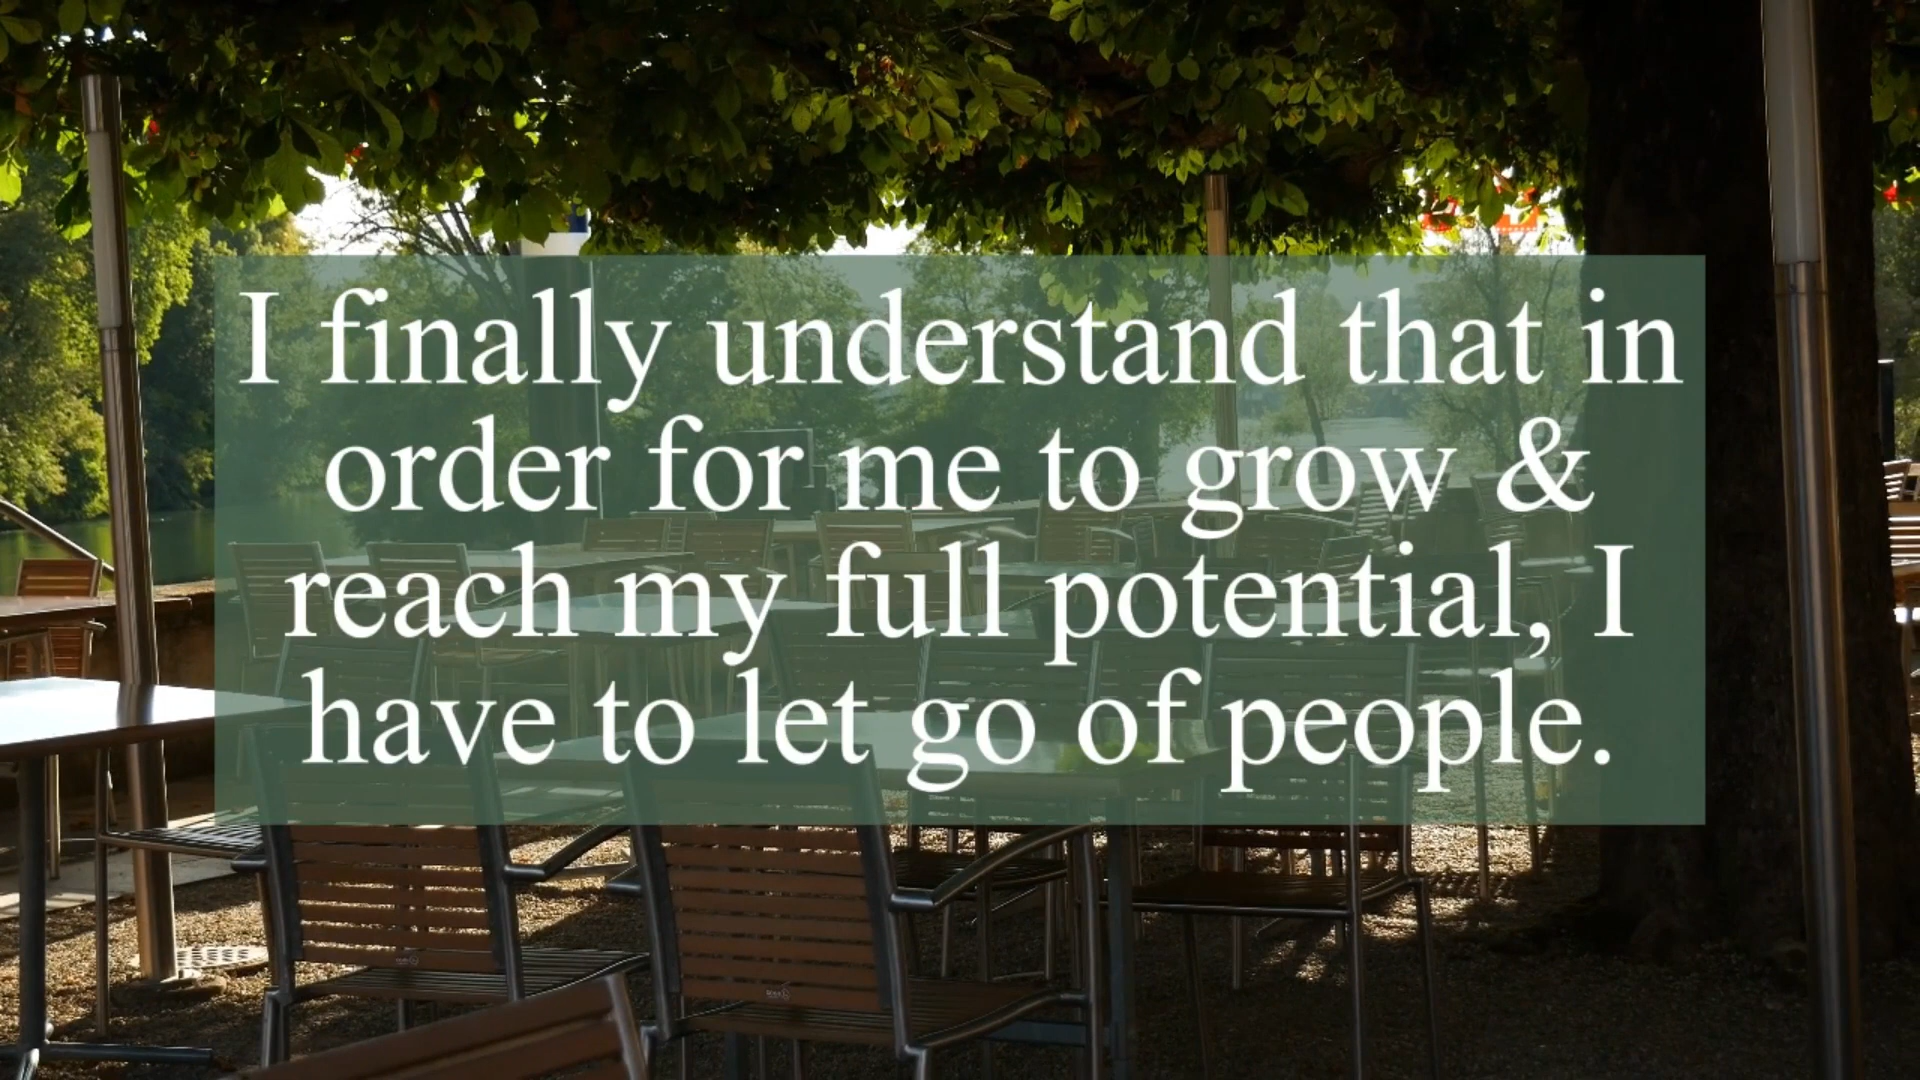 I finally understand that in
order for me to grow &
reach my full potential, I
have to let go of people.